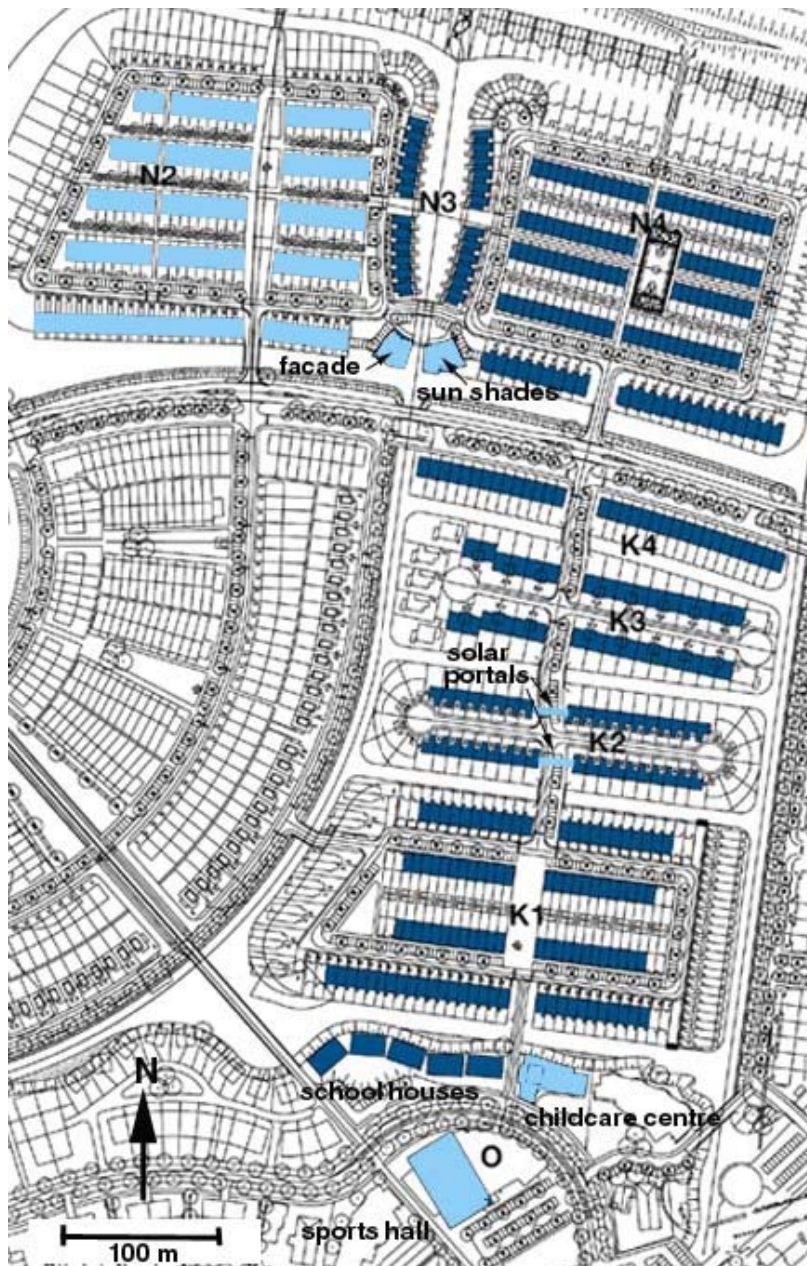 N2
N3
N4
facade
sun shades
K4
K3
solar
portals
K2
K1
N
school houses
childcare centre
O
sports hall
100 m